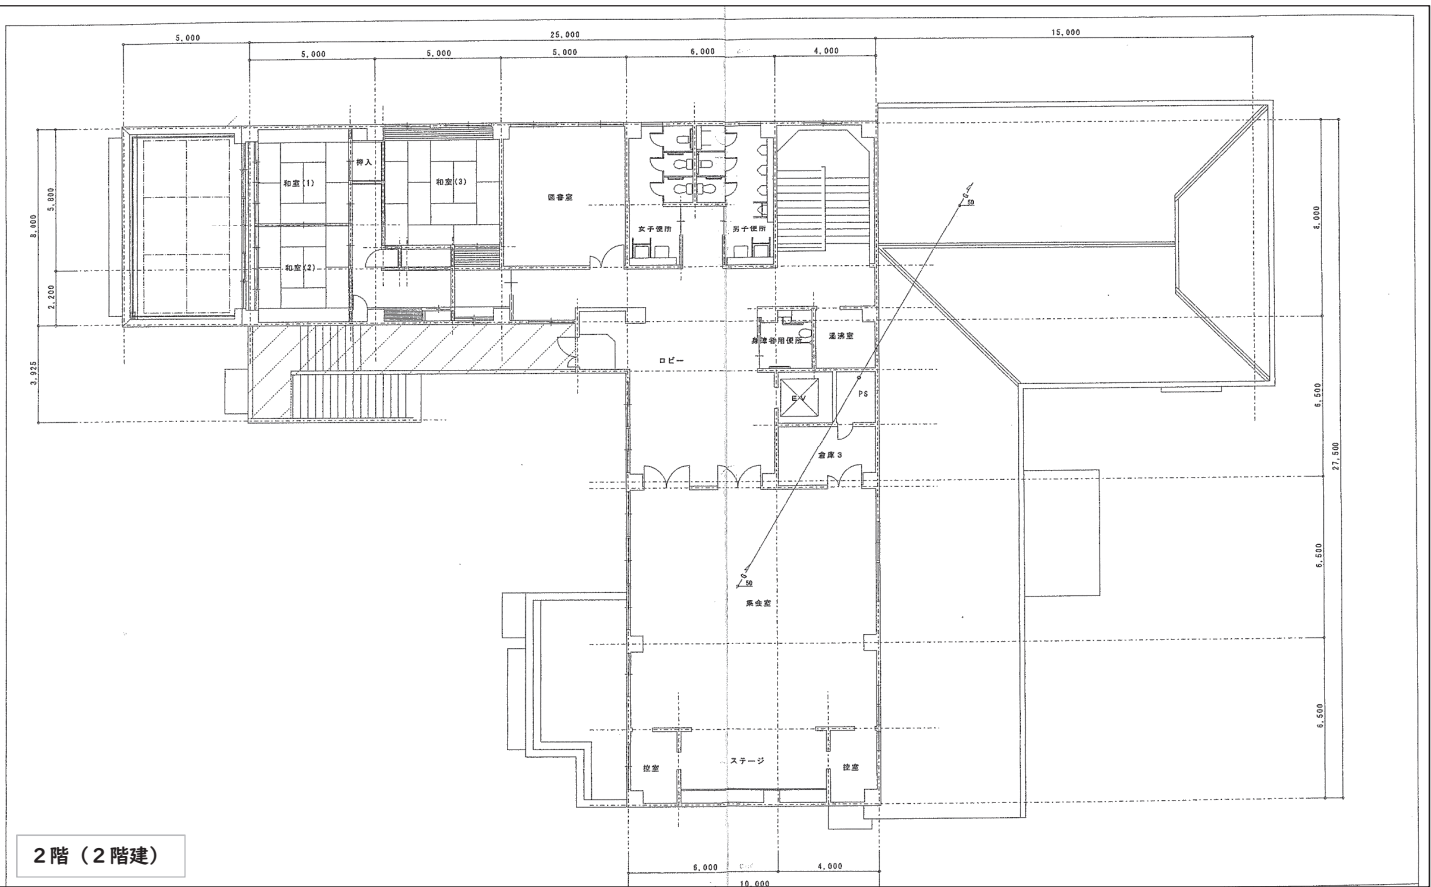 5,000
25,000
15,000
5,000
5,000
5,000
6,000
4,000
8,000
5,800
2,200
3,925
押入
和室(1)
和室(3)
和室(2)
図書室
女子便所
男子便所
ロビー
身障者用便所
湯沸室
EV
PS
倉庫3
集会室
50
50
控室
ステージ
控室
8,000
6,500
27,500
6,500
6,500
6,000
4,000
10,000
2階（2階建）